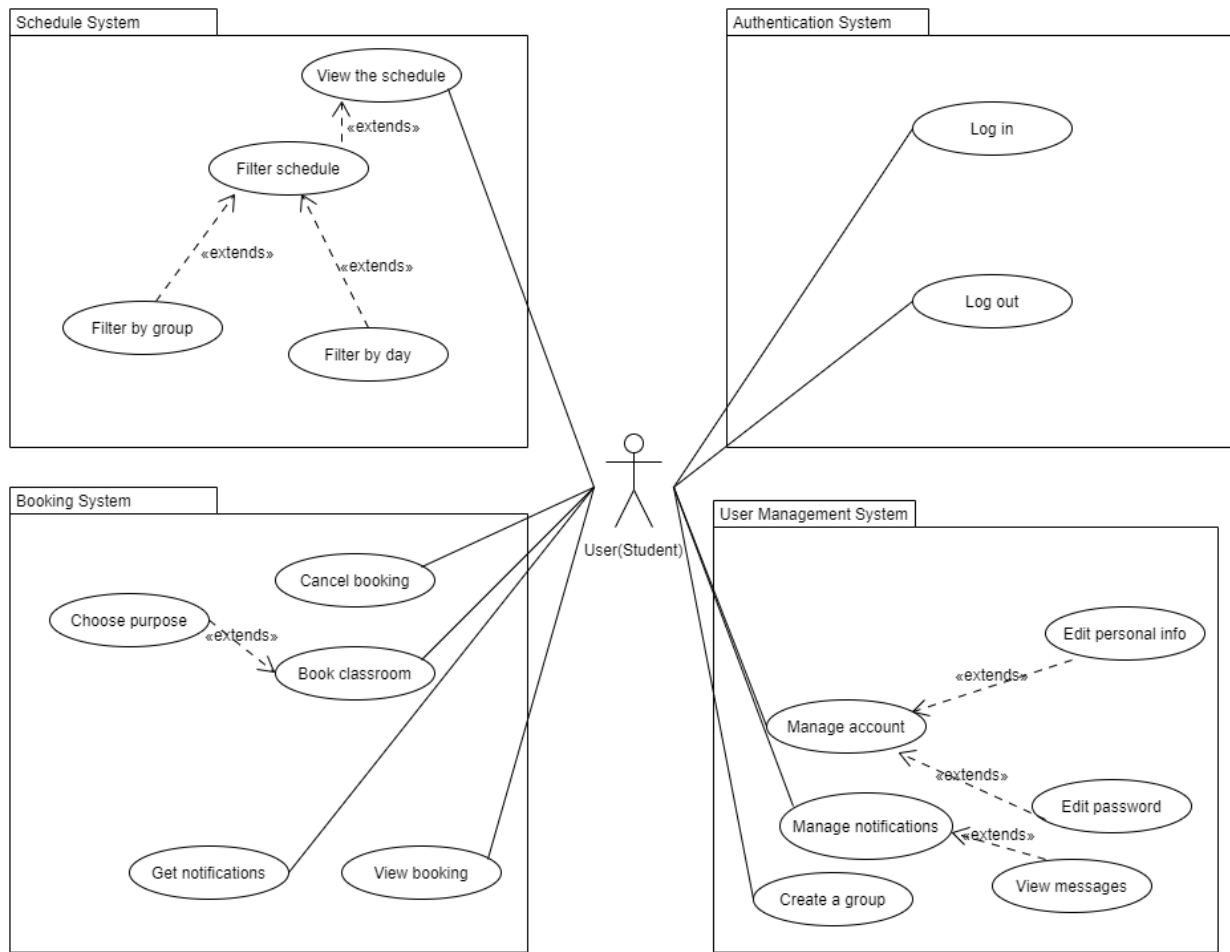 Schedule System
View the schedule
«extends»
Filter schedule
«extends»
«extends»
Filter by group
Filter by day
Authentication System
Log in
Log out
User(Student)
Booking System
Cancel booking
Choose purpose
«extends»
Book classroom
Get notifications
View booking
User Management System
Edit personal info
«extends»
Manage account
«extends»
Edit password
Manage notifications
«extends»
View messages
Create a group